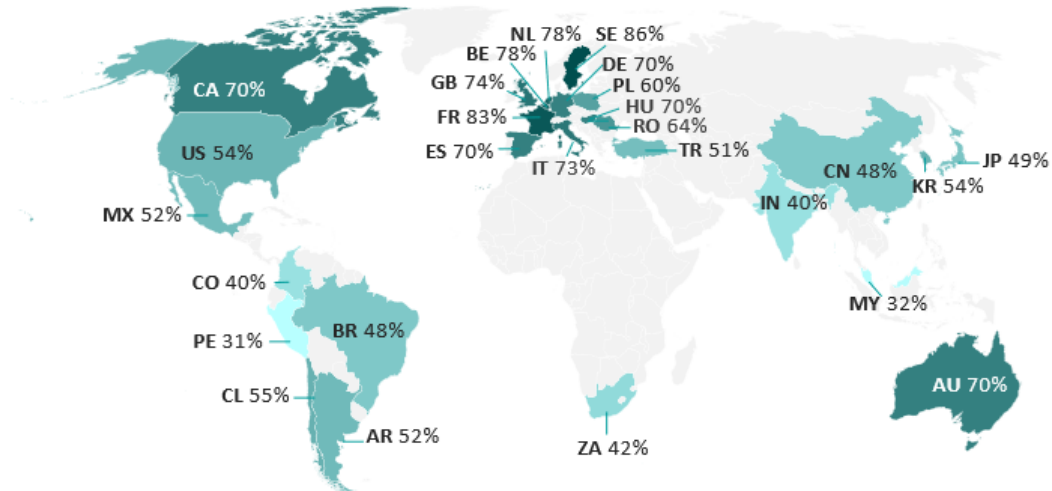 NL 78%
SE 86%
BE 78%
DE 70%
CA 70%
GB 74%
PL 60%
HU 70%
FR 83%
RO 64%
ES 70%
TR 51%
US 54%
IT 73%
CN 48%
JP 49%
KR 54%
IN 40%
MX 52%
CO 40%
MY 32%
BR 48%
PE 31%
AU 70%
CL 55%
AR 52%
ZA 42%